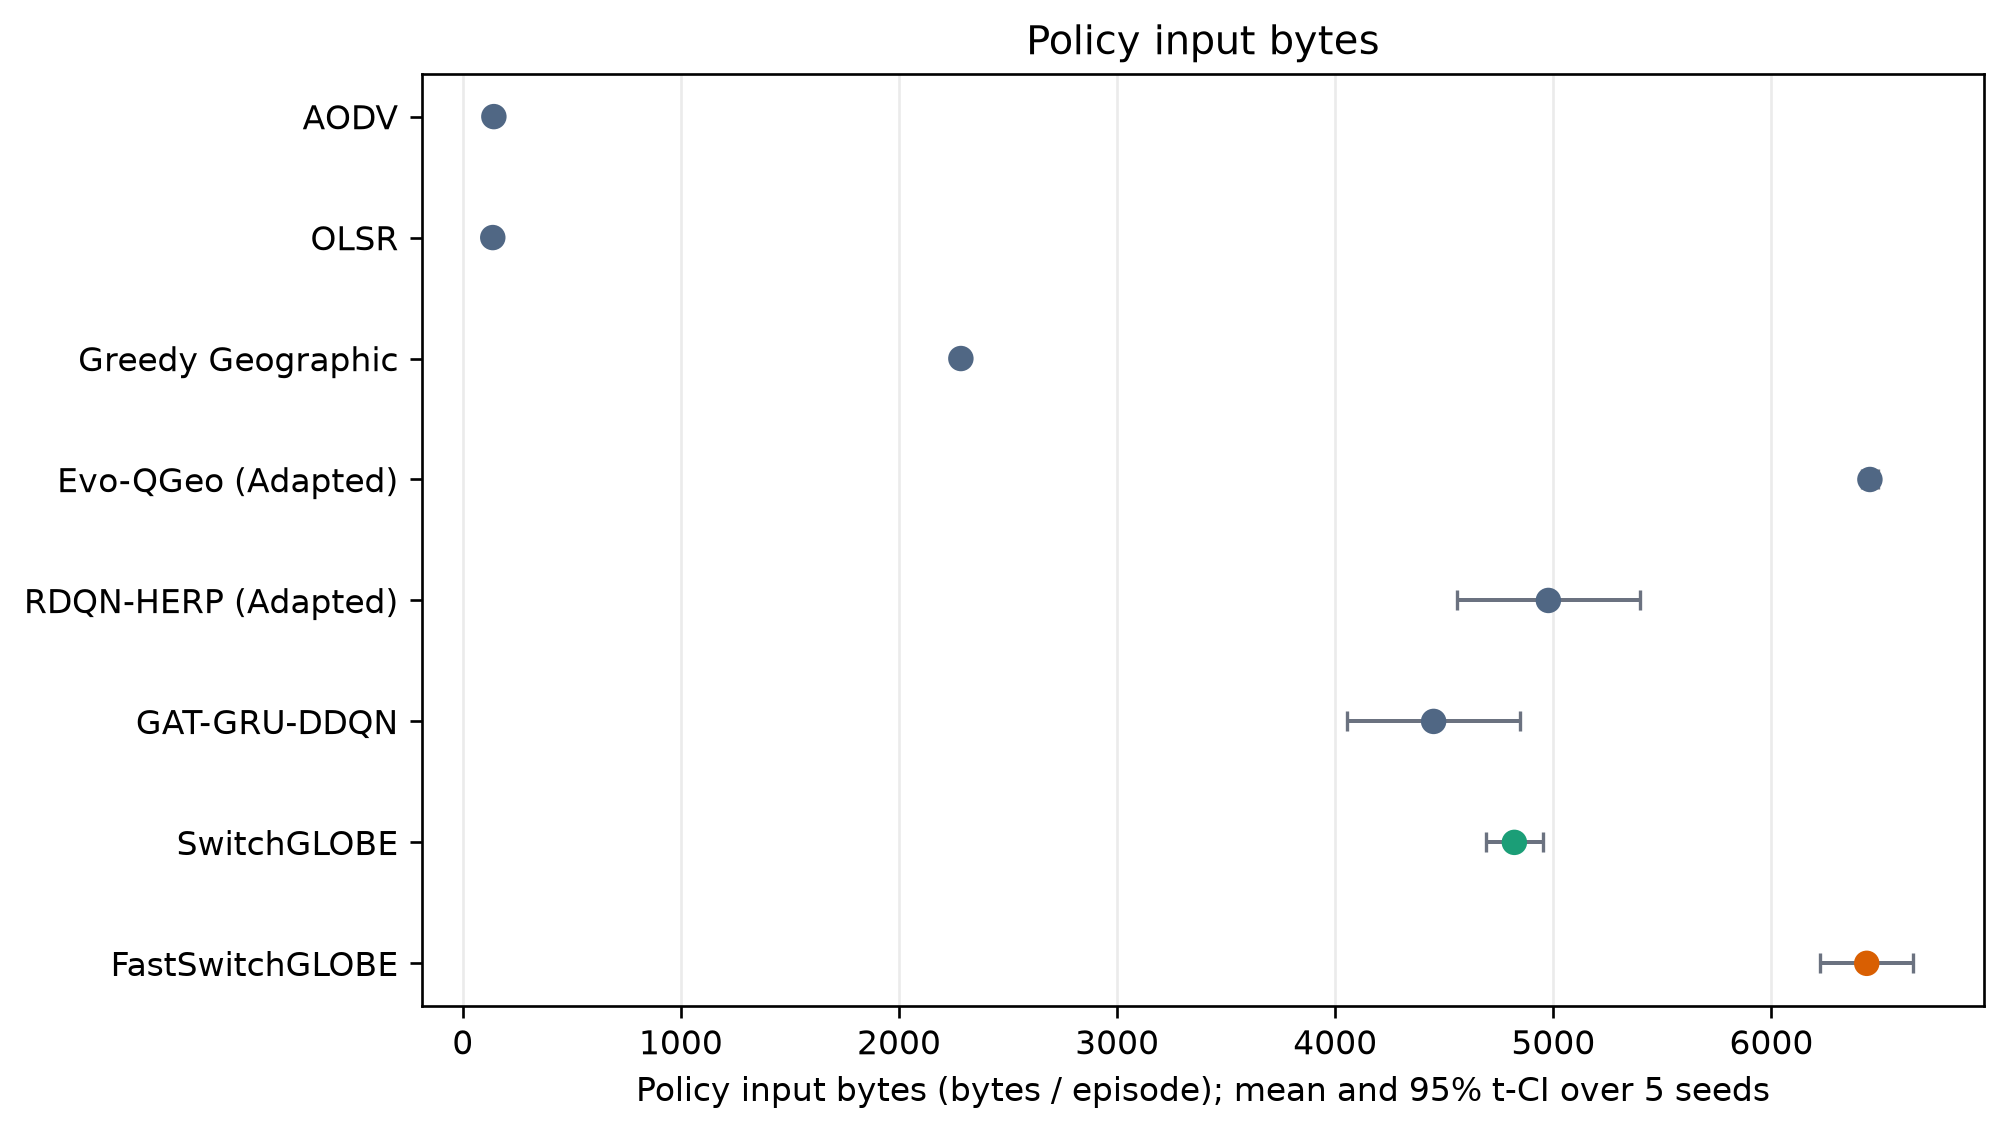 Policy input bytes
AODV
OLSR
Greedy Geographic
Evo-QGeo (Adapted)
RDQN-HERP (Adapted)
GAT-GRU-DDQN
SwitchGLOBE
FastSwitchGLOBE
0 1000 2000 3000 4000 5000 6000
Policy input bytes (bytes / episode); mean and 95% t-CI over 5 seeds